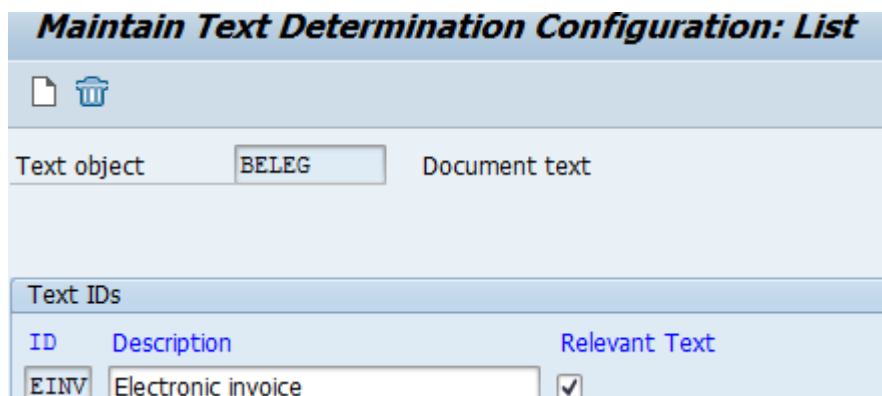 Maintain Text Determination Configuration: List
Text object BELEG Document text
Text IDs
ID Description Relevant Text
EINV Electronic invoice